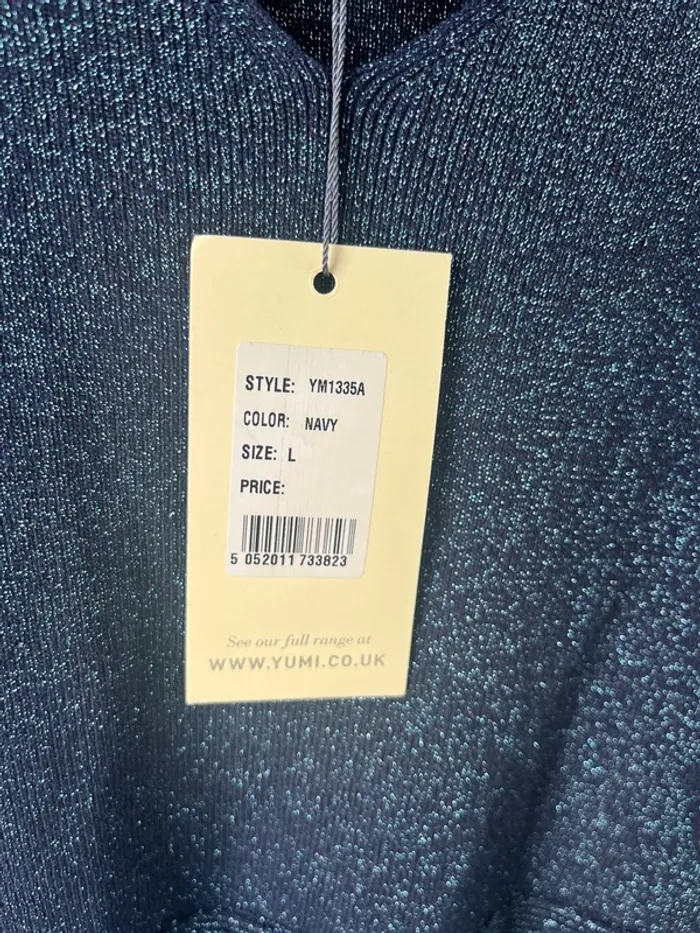 STYLE: YM1335A
COLOR: NAVY
SIZE: L
PRICE:
5 052011 733823
See our full range at
WWW.YUMI.CO.UK